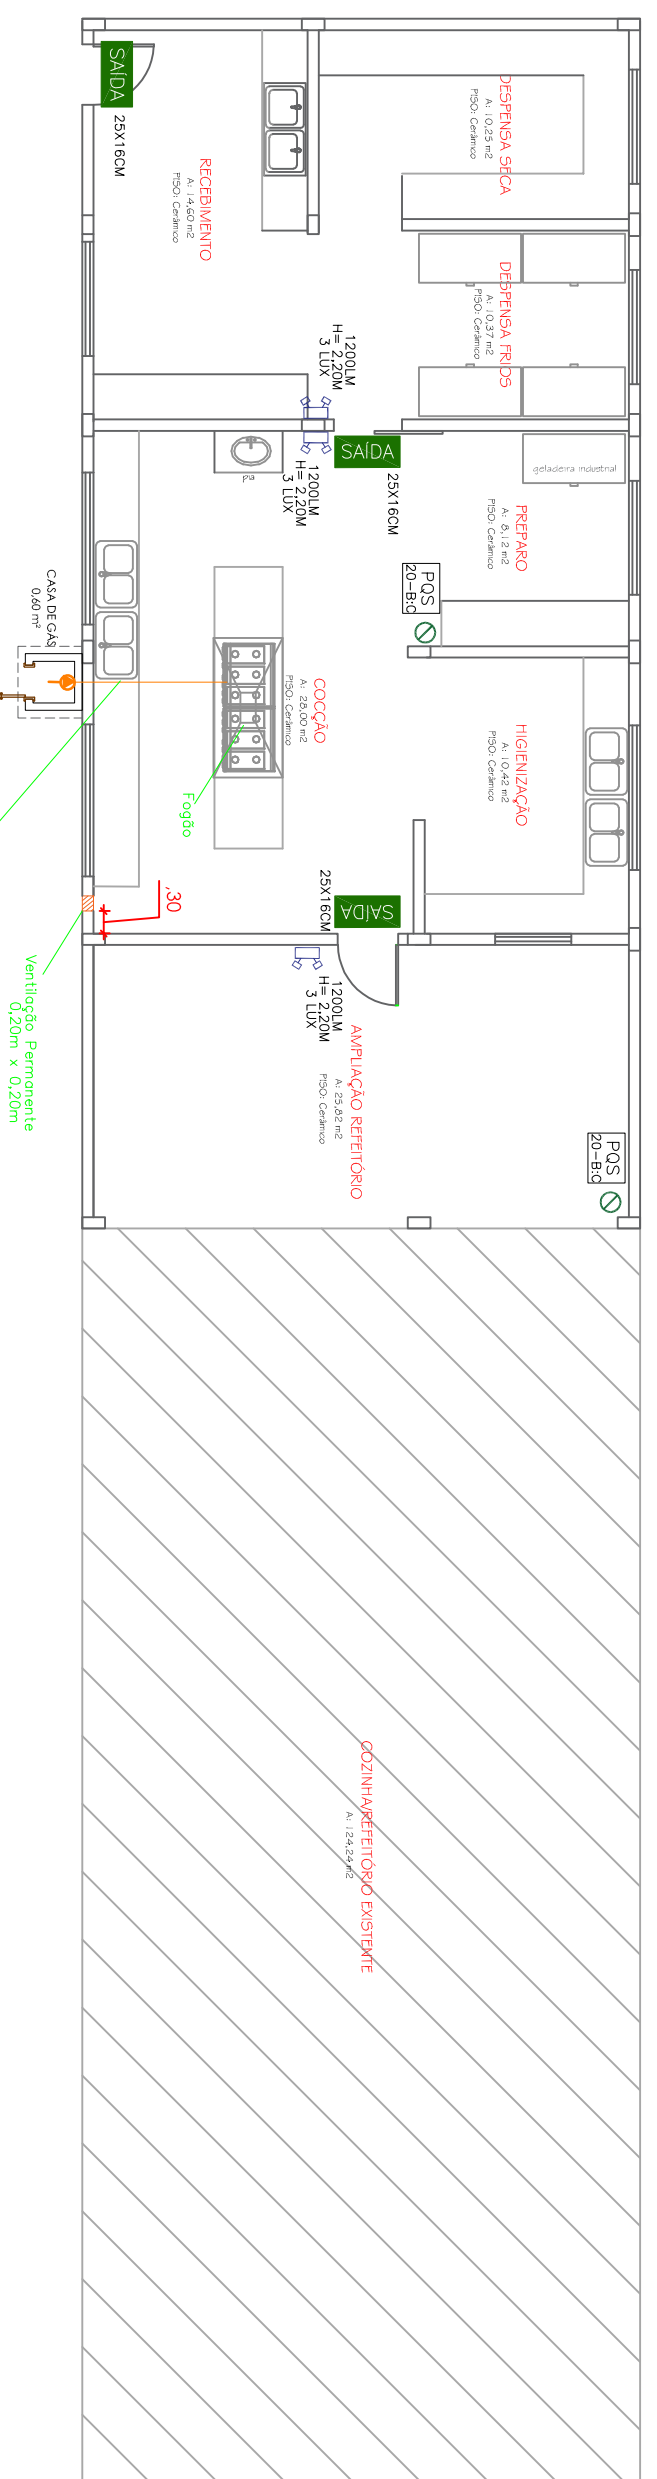 SAÍDA
25X16CM
RECEBIMENTO
A: 14,60 m2
PISO: Cerâmico
DESPENSA SECA
A: 10,25 m2
PISO: Cerâmico
DESPENSA FRIOS
A: 10,37 m2
PISO: Cerâmico
1200LM
H= 2,20M
3 LUX
1200LM
H= 2,20M
3 LUX
SAÍDA
25X16CM
pia
geladeira industrial
PREPARO
A: 8,12 m2
PISO: Cerâmico
PQS
20-B:C
CASA DE GÁS
0,60 m²
COCÇÃO
A: 28,00 m2
PISO: Cerâmico
Fogão
HIGIENIZAÇÃO
A: 10,42 m2
PISO: Cerâmico
SAÍDA
25X16CM
,30
Ventilação Permanente
0,20m x 0,20m
1200LM
H= 2,20M
3 LUX
AMPLIAÇÃO REFEITÓRIO
A: 25,82 m2
PISO: Cerâmico
PQS
20-B:C
COZINHA/REFEITÓRIO EXISTENTE
A: 124,24 m2